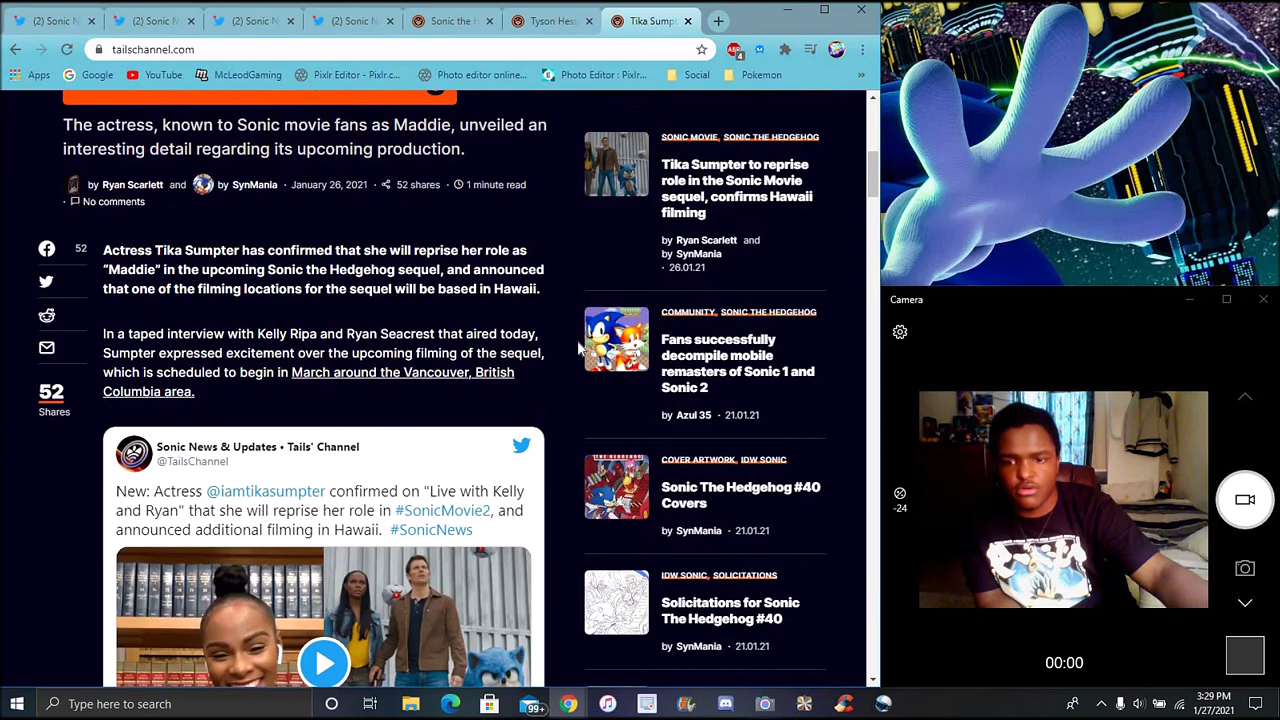 (2) Sonic N
(2) Sonic N
(2) Sonic N
(2) Sonic N
Sonic the H
Tyson Hess
Tika Sumpt
tailschannel.com
Apps
Google
YouTube
McLeodGaming
Pixlr Editor - Pixlr.c...
Photo editor online...
Photo Editor : Pixlr...
Social
Pokemon
»
The actress, known to Sonic movie fans as Maddie, unveiled an
interesting detail regarding its upcoming production.
by Ryan Scarlett and by SynMania · January 26, 2021 · 52 shares · 1 minute read
· No comments
52
Actress Tika Sumpter has confirmed that she will reprise her role as
"Maddie" in the upcoming Sonic the Hedgehog sequel, and announced
that one of the filming locations for the sequel will be based in Hawaii.
In a taped interview with Kelly Ripa and Ryan Seacrest that aired today,
Sumpter expressed excitement over the upcoming filming of the sequel,
which is scheduled to begin in March around the Vancouver, British
Columbia area.
52
Shares
Sonic News & Updates • Tails' Channel
@TailsChannel
New: Actress @iamtikasumpter confirmed on "Live with Kelly
and Ryan" that she will reprise her role in #SonicMovie2, and
announced additional filming in Hawaii. #SonicNews
SONIC MOVIE, SONIC THE HEDGEHOG
Tika Sumpter to reprise
role in the Sonic Movie
sequel, confirms Hawaii
filming
by Ryan Scarlett and
by SynMania
· 26.01.21
COMMUNITY, SONIC THE HEDGEHOG
Fans successfully
decompile mobile
remasters of Sonic 1 and
Sonic 2
by Azul 35 · 21.01.21
COVER ARTWORK, IDW SONIC
Sonic The Hedgehog #40
Covers
by SynMania · 21.01.21
IDW SONIC, SOLICITATIONS
Solicitations for Sonic
The Hedgehog #40
by SynMania · 21.01.21
Camera
-24
00:00
Type here to search
99+
3:29 PM
1/27/2021